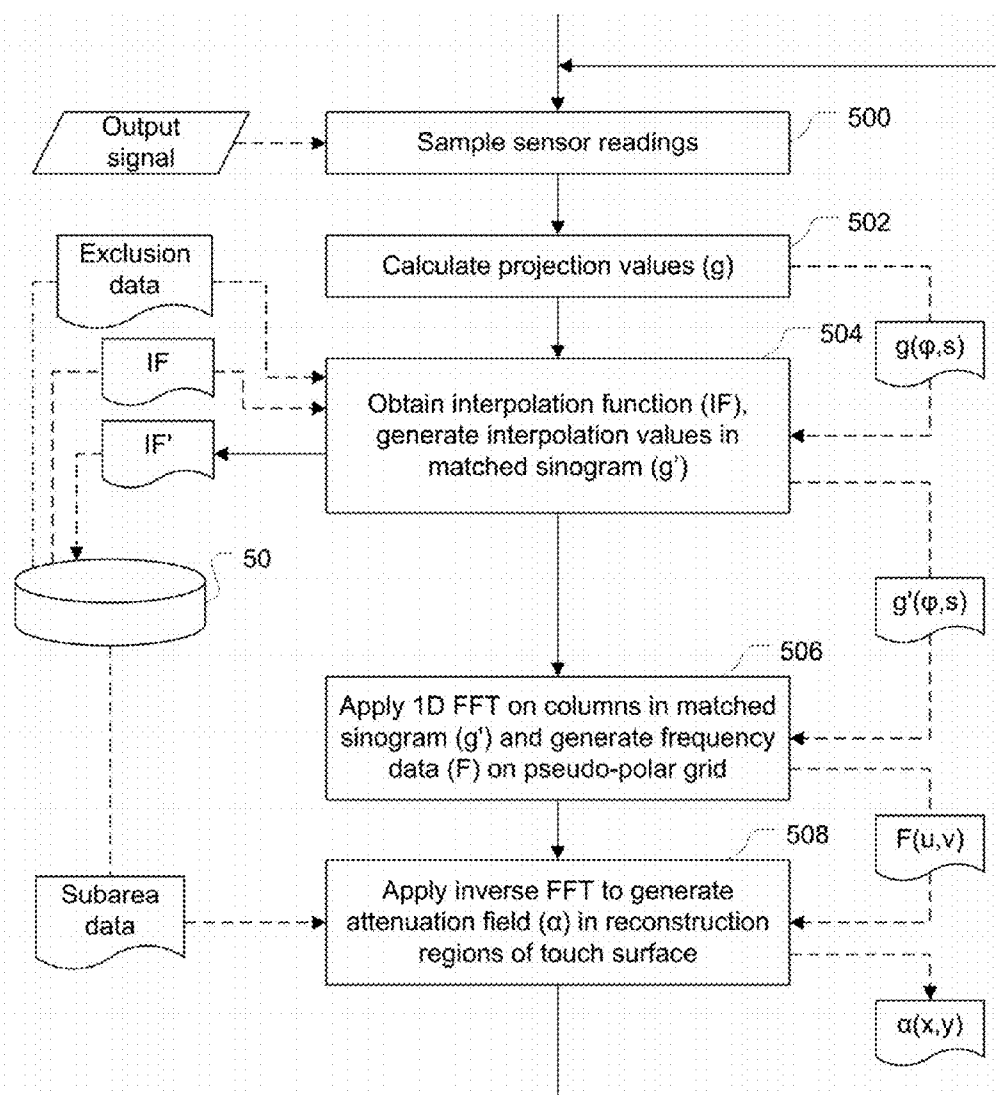 Output
signal
Sample sensor readings
500
Calculate projection values (g)
502
Exclusion
data
IF
IF'
Obtain interpolation function (IF),
generate interpolation values in
matched sinogram (g')
504
g(φ,s)
50
g'(φ,s)
Apply 1D FFT on columns in matched
sinogram (g') and generate frequency
data (F) on pseudo-polar grid
506
F(u,v)
Subarea
data
Apply inverse FFT to generate
attenuation field (α) in reconstruction
regions of touch surface
508
α(x,y)